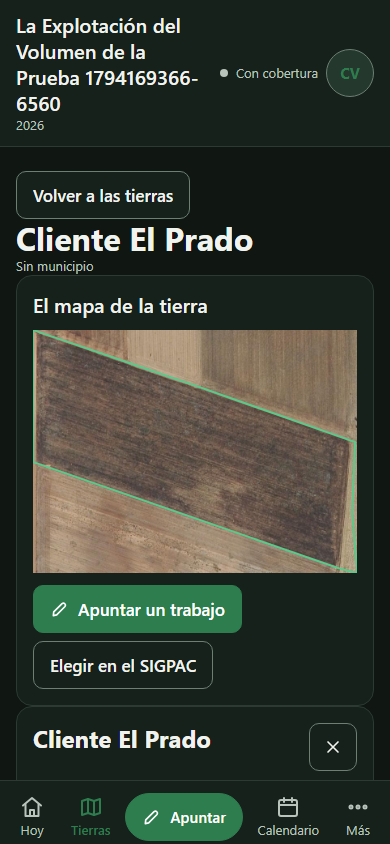 La Explotación del
Volumen de la
Prueba 1794169366-
6560
2026
Con cobertura
CV
Volver a las tierras
Cliente El Prado
Sin municipio
El mapa de la tierra
Apuntar un trabajo
Elegir en el SIGPAC
Cliente El Prado
Hoy
Tierras
Apuntar
Calendario
Más